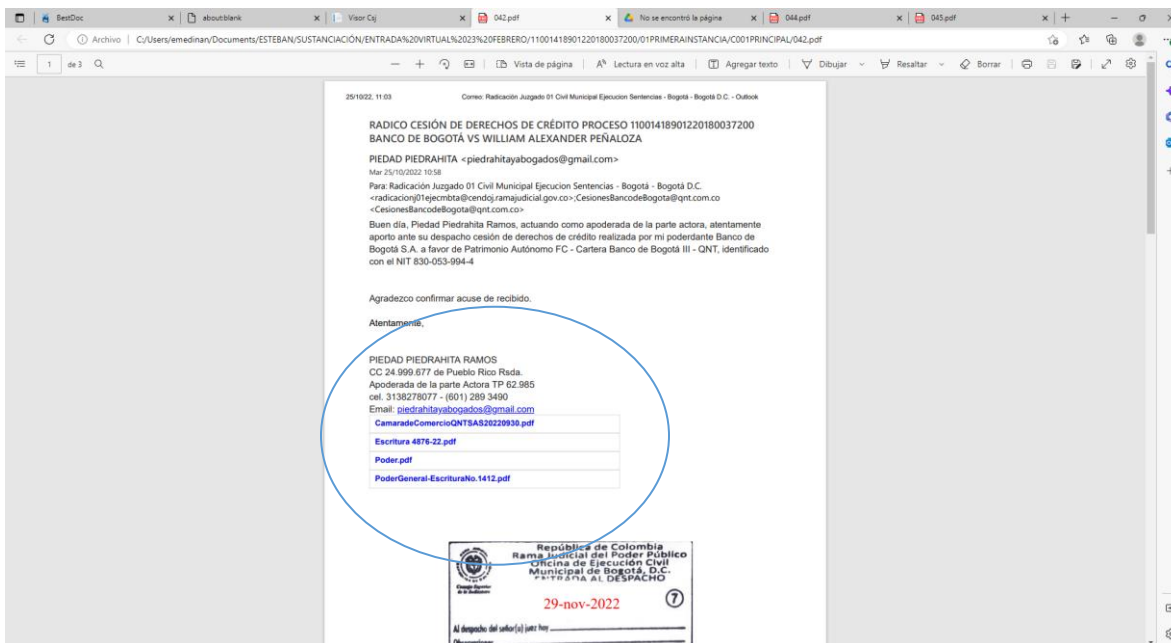 BestDoc
about:blank
Visor Csj
042.pdf
No se encontró la página
044.pdf
045.pdf
Archivo | C:/Users/emedinan/Documents/ESTEBAN/SUSTANCIACIÓN/ENTRADA%20VIRTUAL%2023%20FEBRERO/11001418901220180037200/01PRIMERAINSTANCIA/C001PRINCIPAL/042.pdf
1 de 3
Vista de página
Lectura en voz alta
Agregar texto
Dibujar
Resaltar
Borrar
25/10/22, 11:03
Correo: Radicación Juzgado 01 Civil Municipal Ejecucion Sentencias - Bogotá - Bogotá D.C. - Outlook
RADICO CESIÓN DE DERECHOS DE CRÉDITO PROCESO 11001418901220180037200
BANCO DE BOGOTÁ VS WILLIAM ALEXANDER PEÑALOZA
PIEDAD PIEDRAHITA <piedrahitayabogados@gmail.com>
Mar 25/10/2022 10:58
Para: Radicación Juzgado 01 Civil Municipal Ejecucion Sentencias - Bogotá - Bogotá D.C.
<radicacionj01ejecmbta@cendoj.ramajudicial.gov.co>;CesionesBancodeBogota@qnt.com.co
<CesionesBancodeBogota@qnt.com.co>
Buen día, Piedad Piedrahita Ramos, actuando como apoderada de la parte actora, atentamente
aporto ante su despacho cesión de derechos de crédito realizada por mi poderdante Banco de
Bogotá S.A. a favor de Patrimonio Autónomo FC - Cartera Banco de Bogotá III - QNT, identificado
con el NIT 830-053-994-4
Agradezco confirmar acuse de recibido.
Atentamente,
PIEDAD PIEDRAHITA RAMOS
CC 24.999.677 de Pueblo Rico Rsda.
Apoderada de la parte Actora TP 62.985
cel. 3138278077 - (601) 289 3490
Email: piedrahitayabogados@gmail.com
CamaradeComercioQNTSAS20220930.pdf
Escritura 4876-22.pdf
Poder.pdf
PoderGeneral-EscrituraNo.1412.pdf
República de Colombia
Rama Judicial del Poder Público
Oficina de Ejecución Civil
Municipal de Bogotá, D.C.
ENTRADA AL DESPACHO
29-nov-2022
7
Al despacho del señor(a) juez hoy
Observaciones